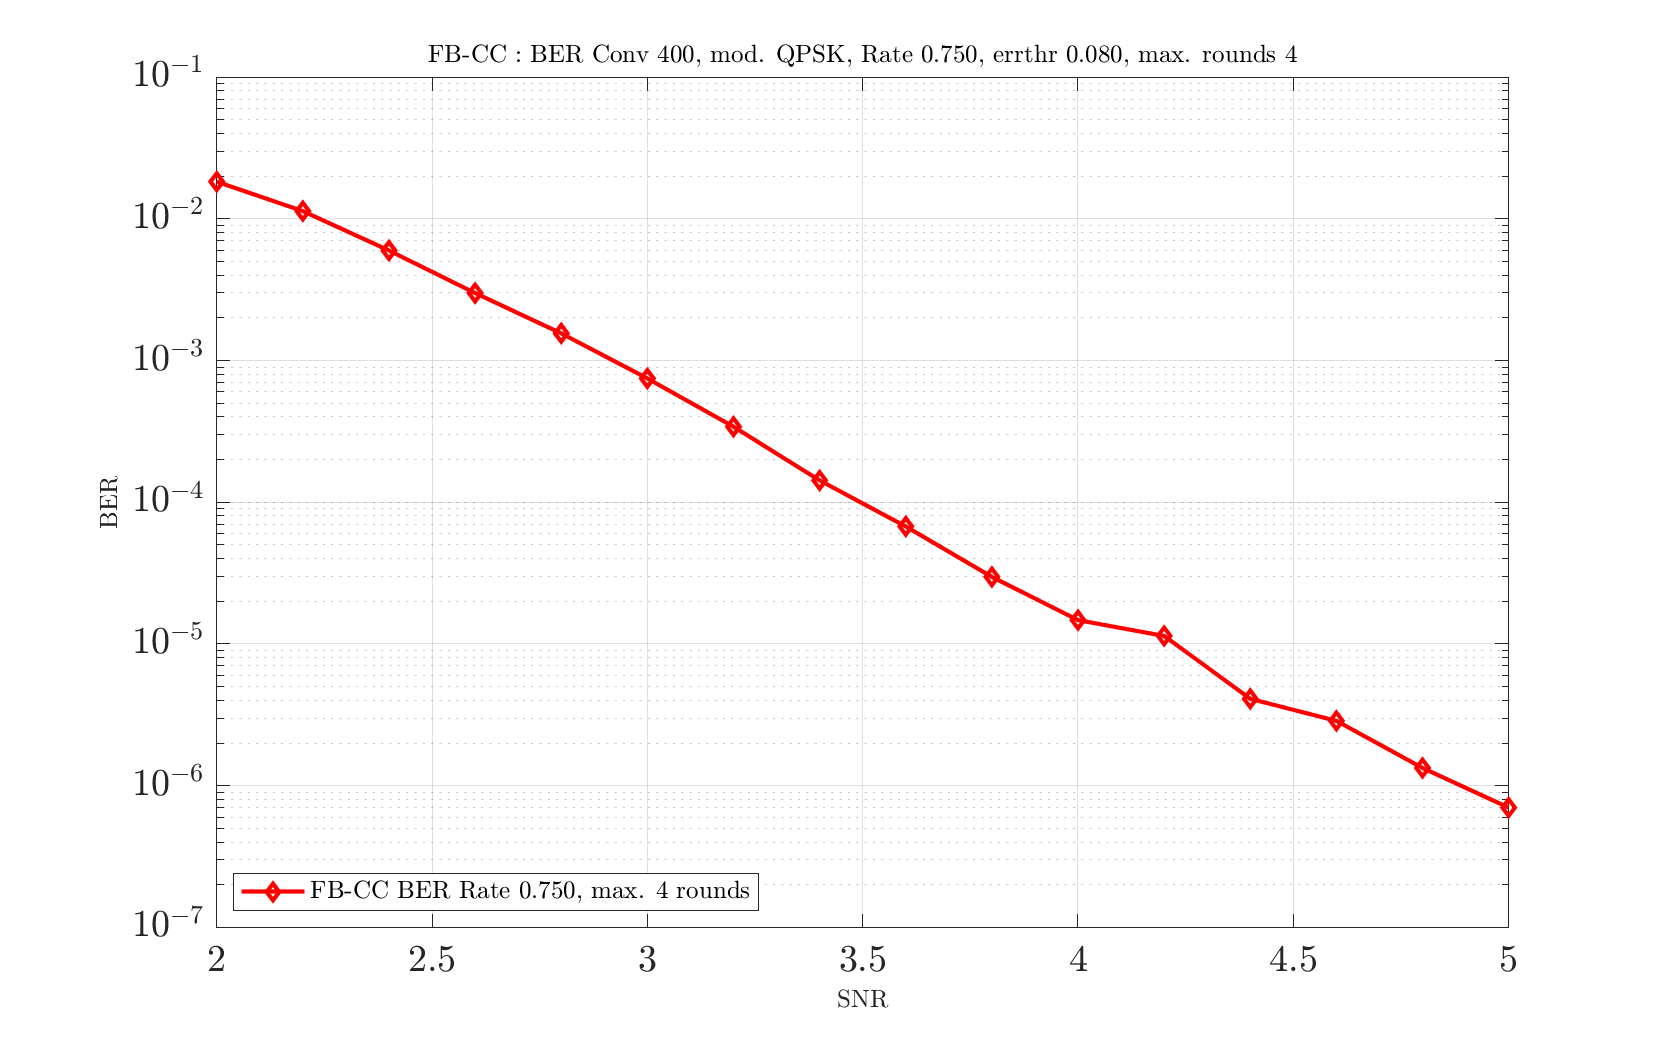 FB-CC : BER Conv 400, mod. QPSK, Rate 0.750, errthr 0.080, max. rounds 4
10⁻¹
10⁻²
10⁻³
10⁻⁴
10⁻⁵
10⁻⁶
10⁻⁷
BER
FB-CC BER Rate 0.750, max. 4 rounds
2 2.5 3 3.5 4 4.5 5
SNR